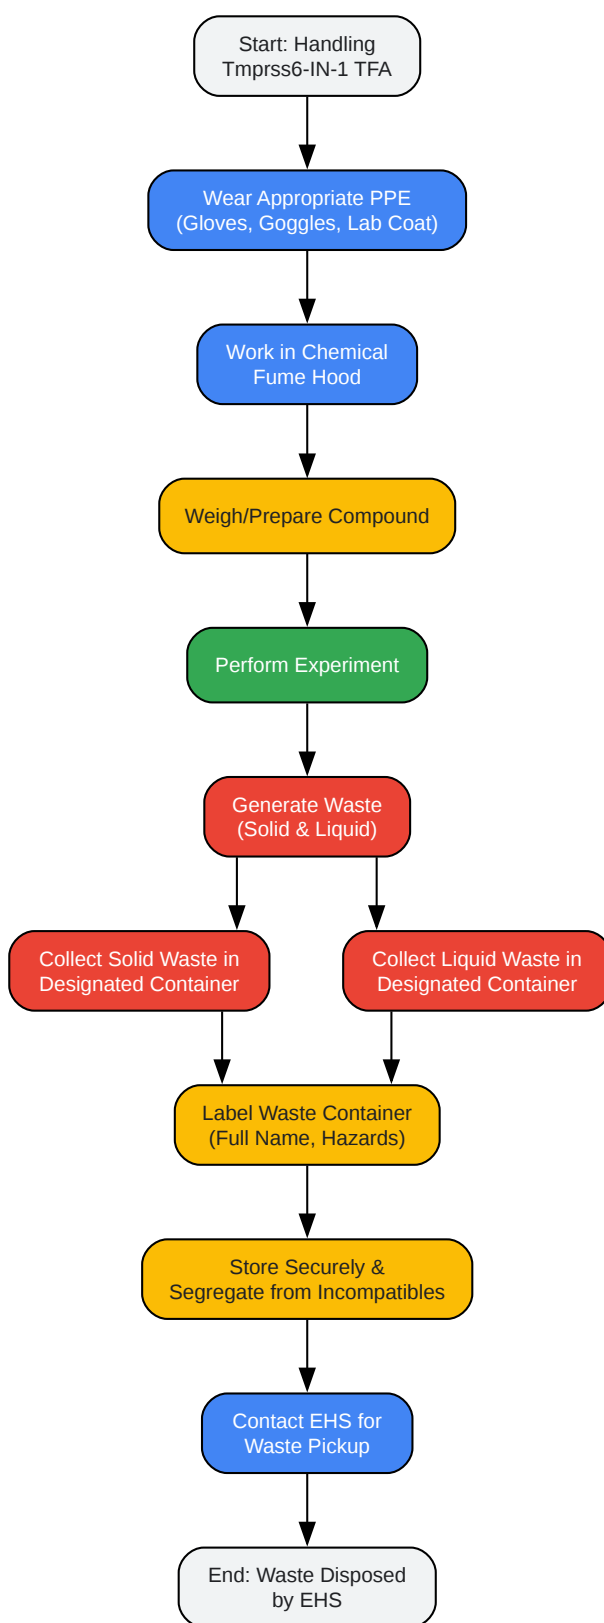 Start: Handling
Tmprss6-IN-1 TFA
Wear Appropriate PPE
(Gloves, Goggles, Lab Coat)
Work in Chemical
Fume Hood
Weigh/Prepare Compound
Perform Experiment
Generate Waste
(Solid & Liquid)
Collect Solid Waste in
Designated Container
Collect Liquid Waste in
Designated Container
Label Waste Container
(Full Name, Hazards)
Store Securely &
Segregate from Incompatibles
Contact EHS for
Waste Pickup
End: Waste Disposed
by EHS